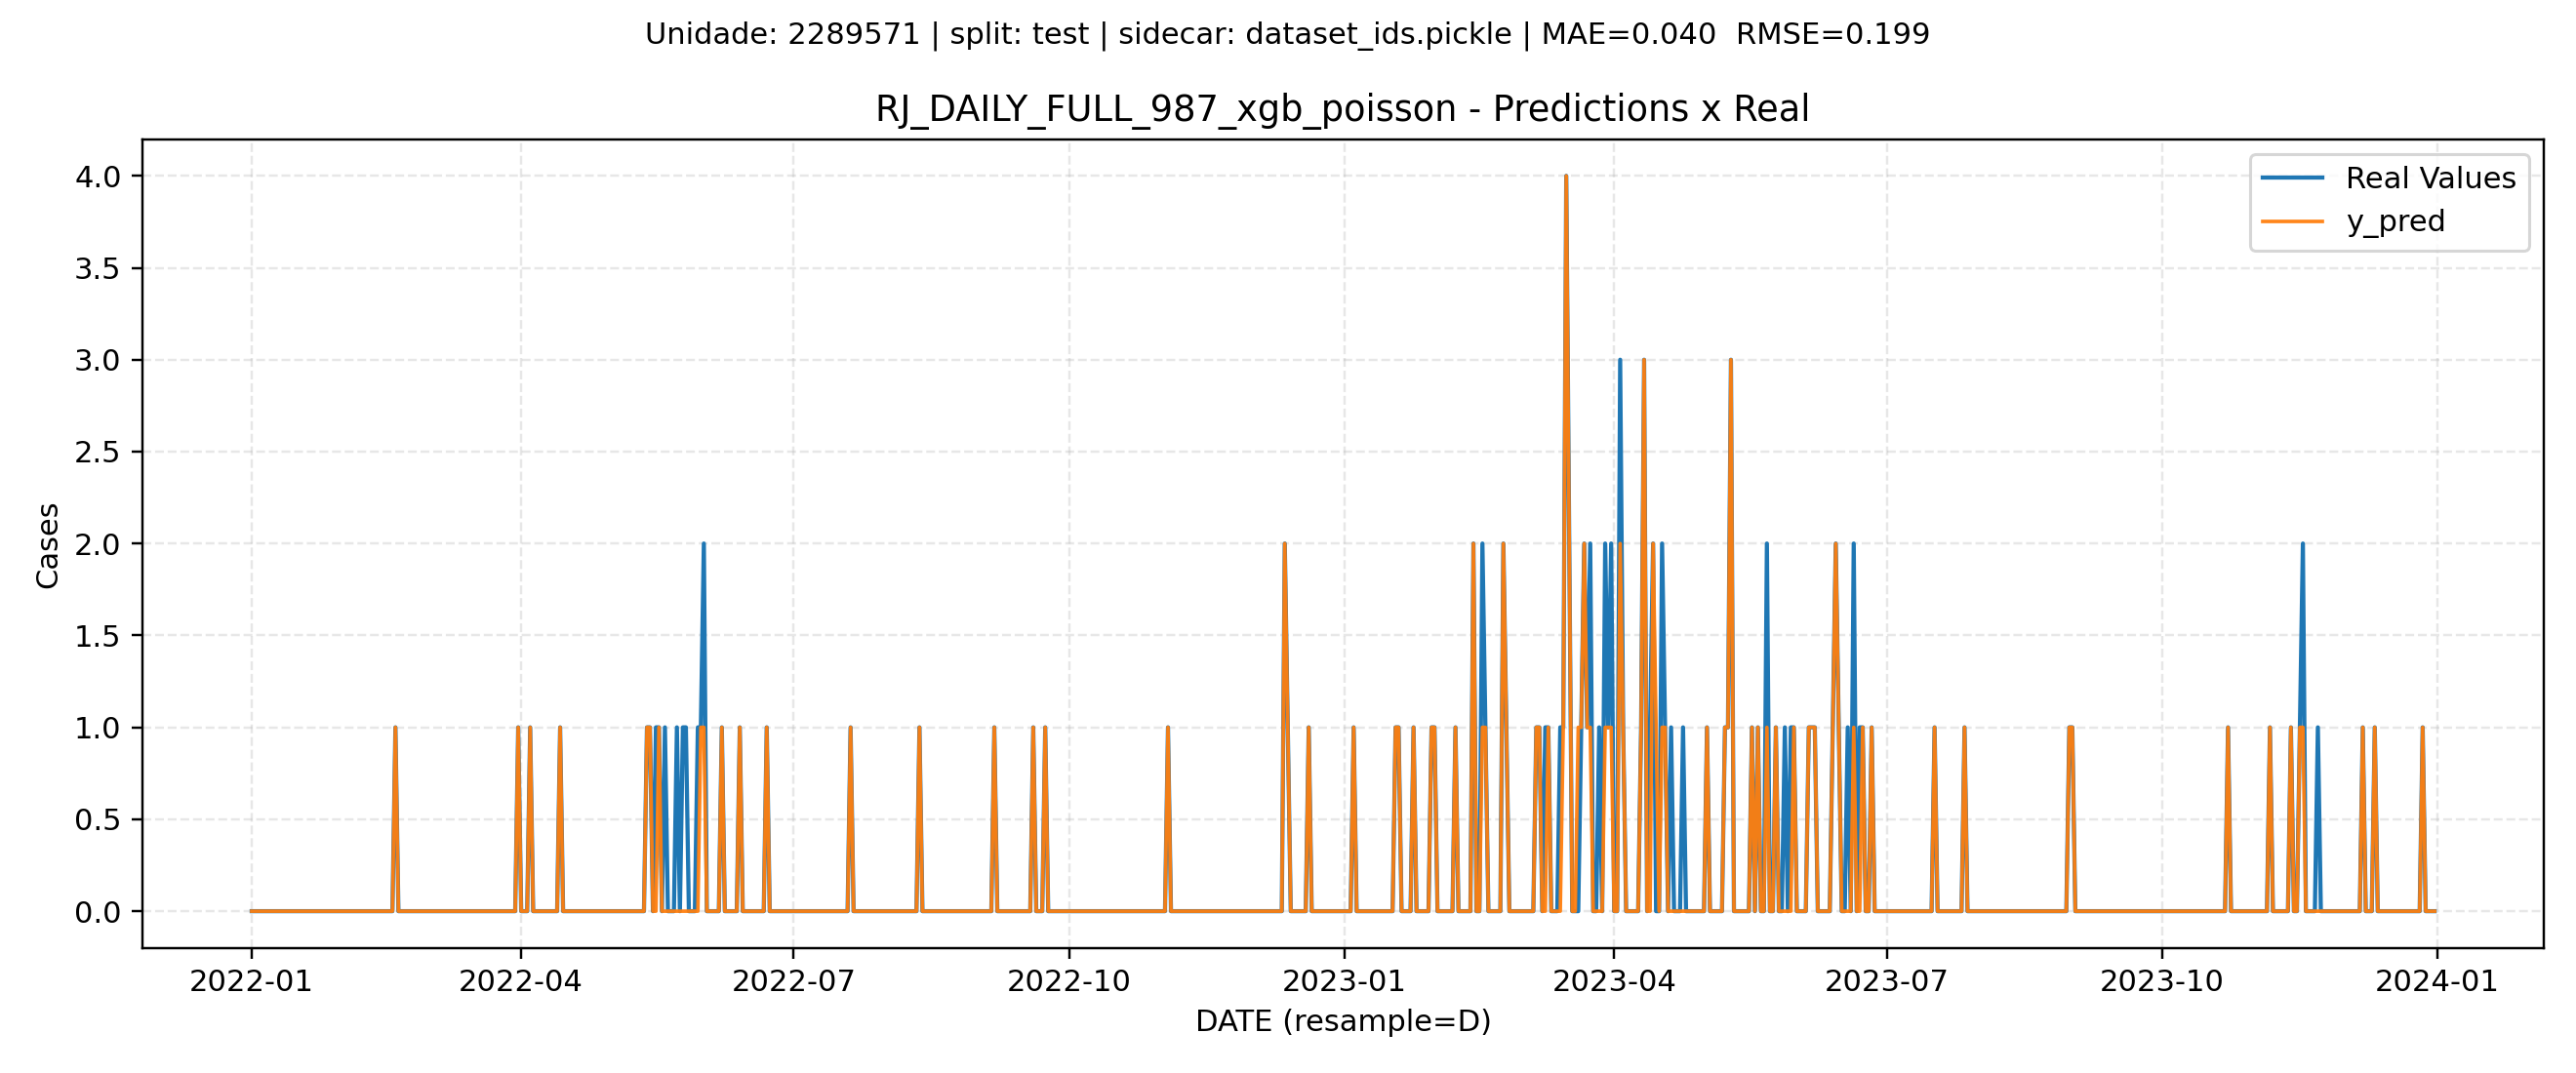 Unidade: 2289571 | split: test | sidecar: dataset_ids.pickle | MAE=0.040  RMSE=0.199
RJ_DAILY_FULL_987_xgb_poisson - Predictions x Real
Real Values
y_pred
4.0
3.5
3.0
2.5
2.0
1.5
1.0
0.5
0.0
Cases
2022-01 2022-04 2022-07 2022-10 2023-01 2023-04 2023-07 2023-10 2024-01
DATE (resample=D)